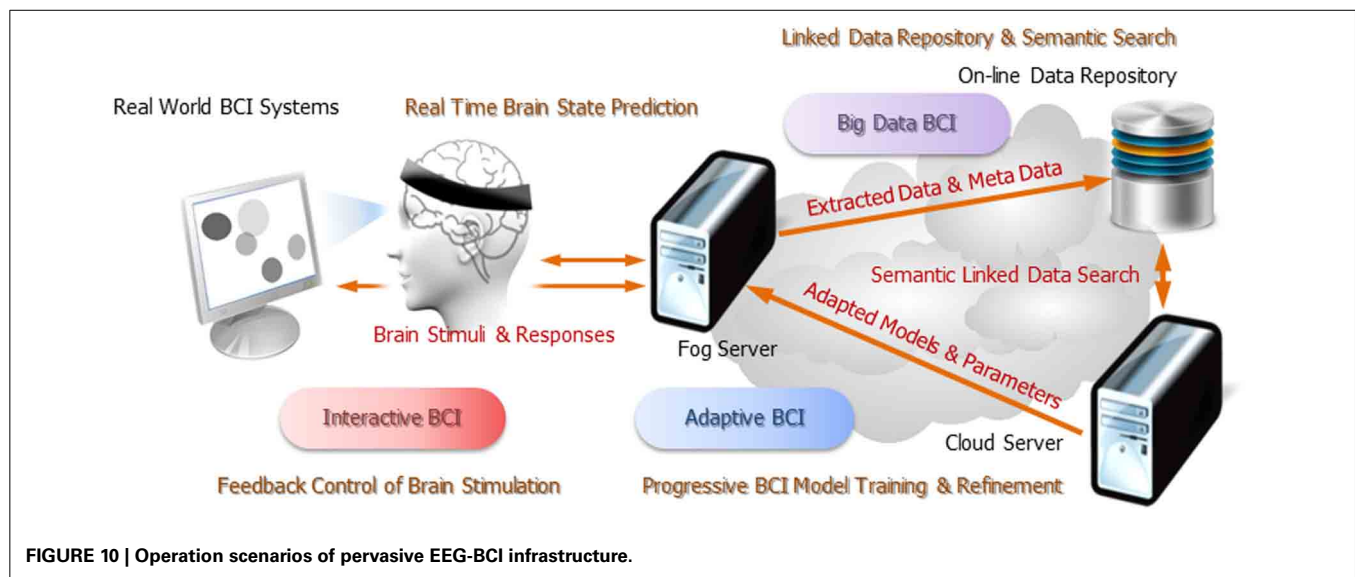 Linked Data Repository & Semantic Search
On-line Data Repository
Real World BCI Systems
Real Time Brain State Prediction
Big Data BCI
Extracted Data & Meta Data
Semantic Linked Data Search
Adapted Models & Parameters
Brain Stimuli & Responses
Fog Server
Interactive BCI
Adaptive BCI
Cloud Server
Feedback Control of Brain Stimulation
Progressive BCI Model Training & Refinement
FIGURE 10 | Operation scenarios of pervasive EEG-BCI infrastructure.